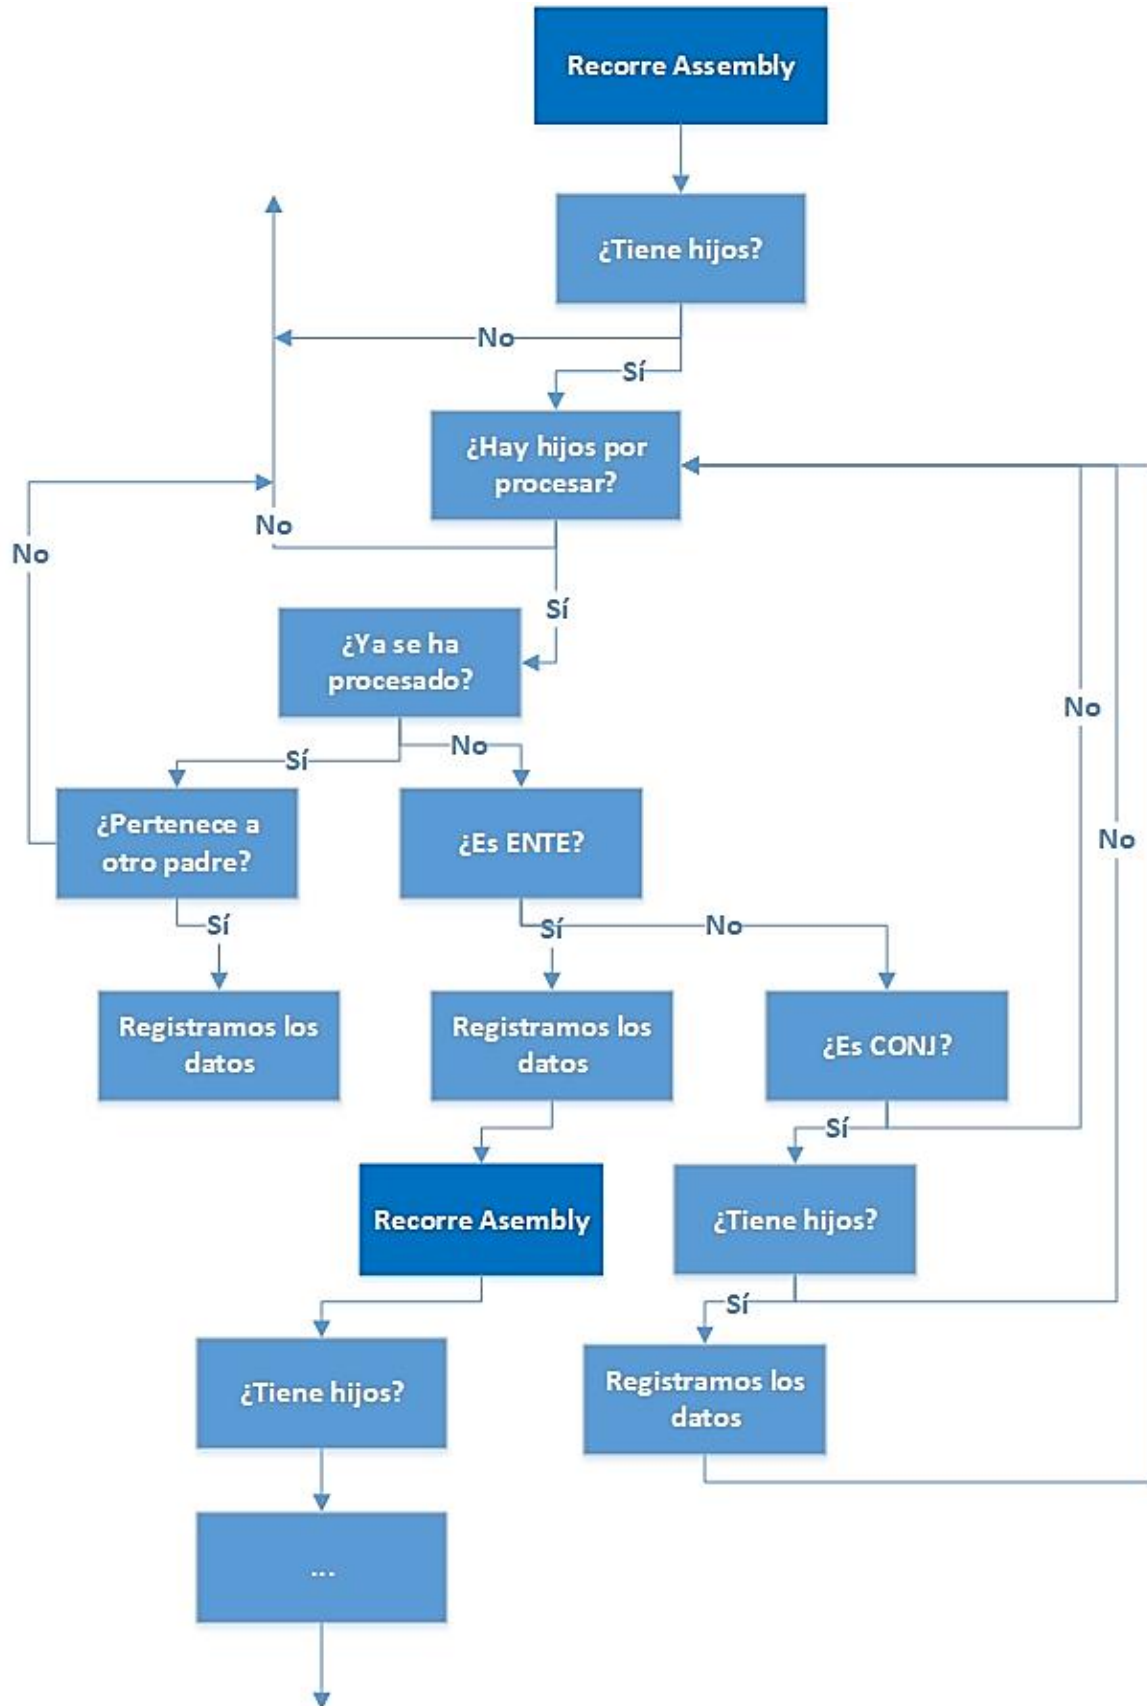 Recorre Assembly
¿Tiene hijos?
No
Sí
¿Hay hijos por
procesar?
No
No
Sí
¿Ya se ha
procesado?
No
Sí
No
¿Pertenece a
otro padre?
¿Es ENTE?
No
Sí
Sí
No
Registramos los
datos
Registramos los
datos
¿Es CONJ?
Sí
Recorre Asembly
¿Tiene hijos?
Sí
¿Tiene hijos?
Registramos los
datos
...